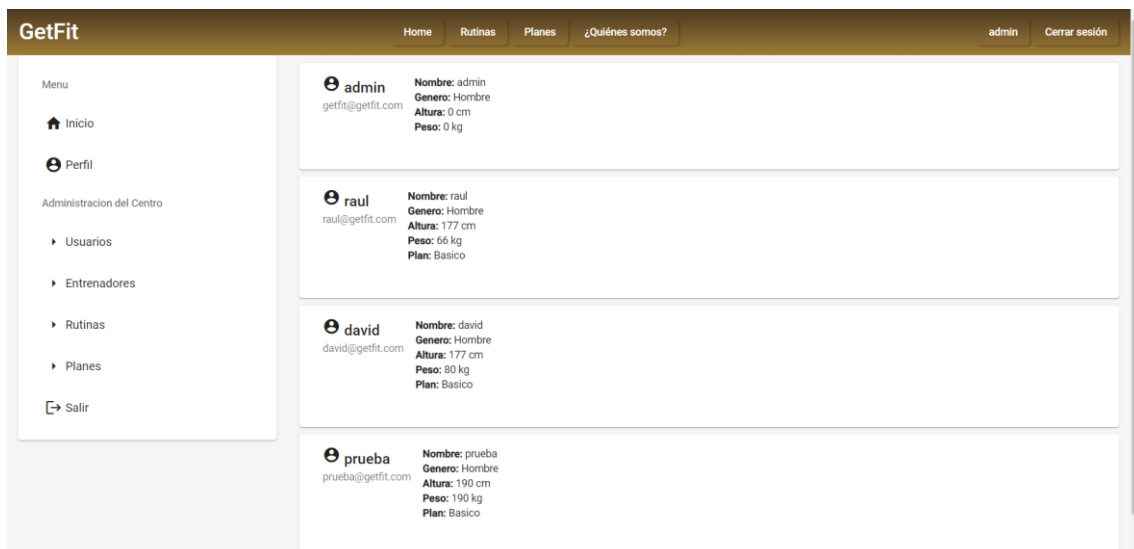 GetFit
Home
Rutinas
Planes
¿Quiénes somos?
admin
Cerrar sesión
Menu
Inicio
Perfil
Administracion del Centro
Usuarios
Entrenadores
Rutinas
Planes
Salir
admin
getfit@getfit.com
Nombre: admin
Genero: Hombre
Altura: 0 cm
Peso: 0 kg
raul
raul@getfit.com
Nombre: raul
Genero: Hombre
Altura: 177 cm
Peso: 66 kg
Plan: Basico
david
david@getfit.com
Nombre: david
Genero: Hombre
Altura: 177 cm
Peso: 80 kg
Plan: Basico
prueba
prueba@getfit.com
Nombre: prueba
Genero: Hombre
Altura: 190 cm
Peso: 190 kg
Plan: Basico